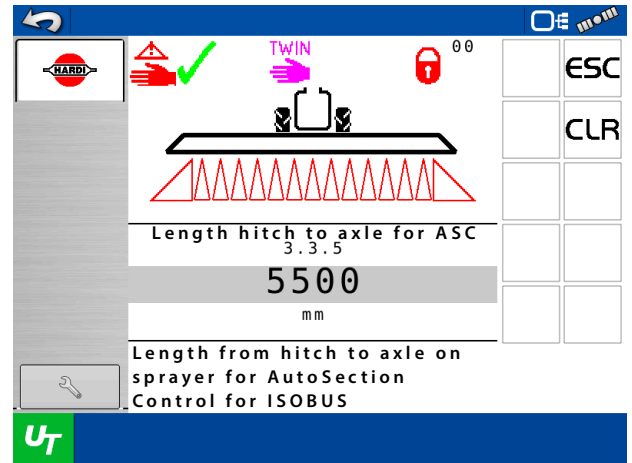 HARDI
TWIN
00
ESC
CLR
Length hitch to axle for ASC
3.3.5
5500
mm
Length from hitch to axle on
sprayer for AutoSection
Control for ISOBUS
UT